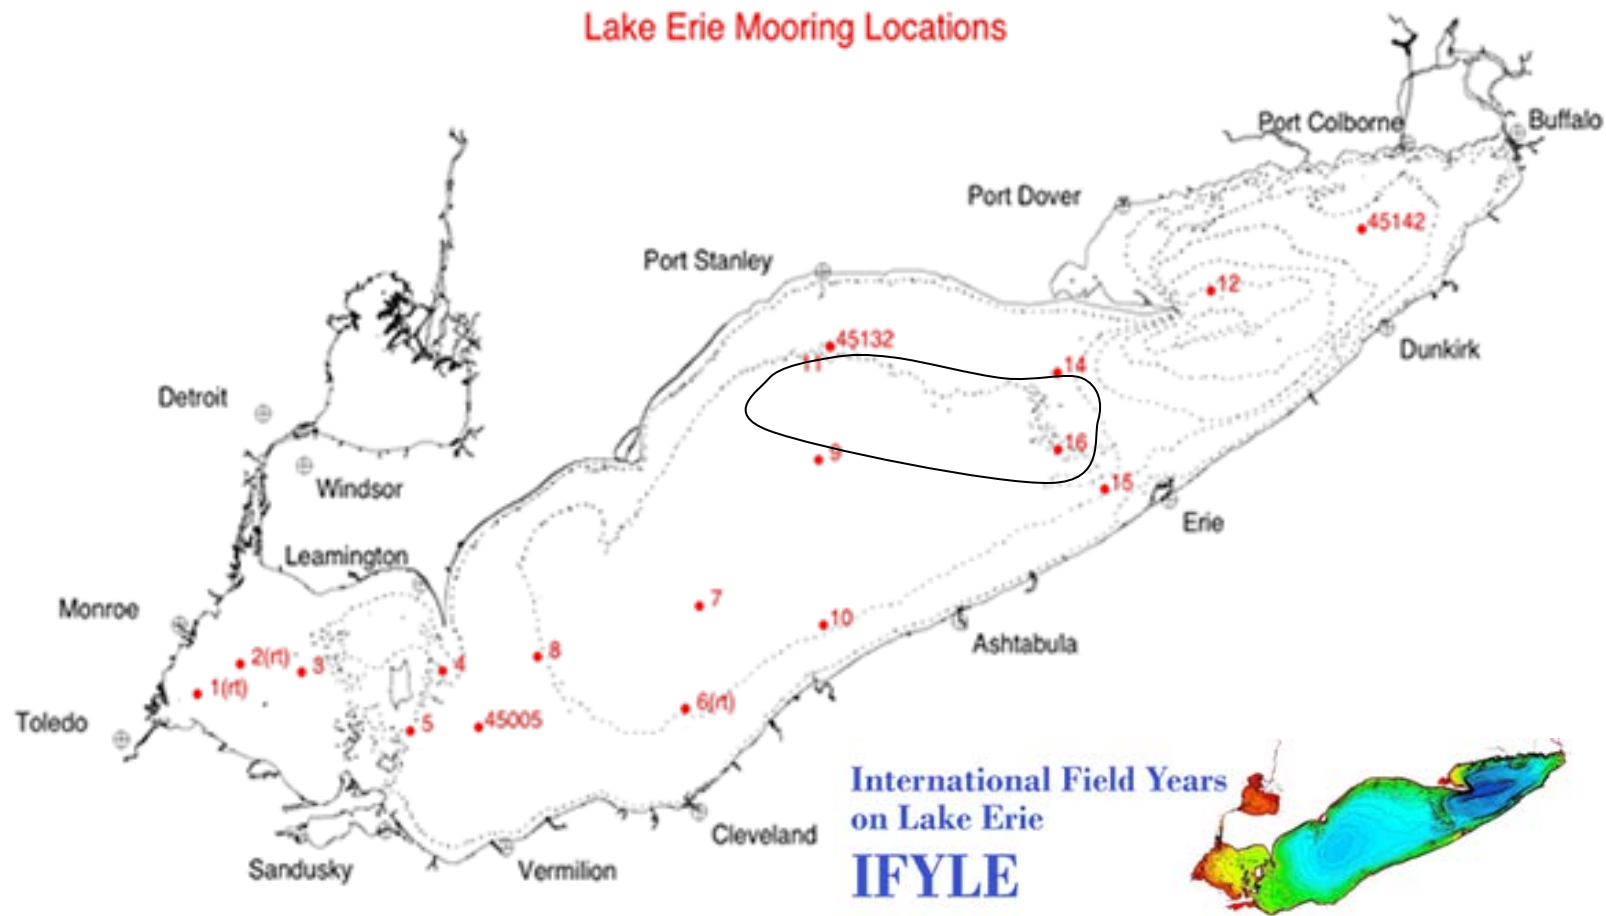 Lake Erie Mooring Locations
Port Colborne
Buffalo
Port Dover
45142
Port Stanley
12
45132
11
Dunkirk
14
Detroit
16
9
15
Windsor
Erie
Leamington
7
Monroe
10
Ashtabula
8
2(rt)
3
4
1(rt)
6(rt)
5
45005
Toledo
International Field Years
on Lake Erie
IFYLE
Cleveland
Sandusky
Vermilion